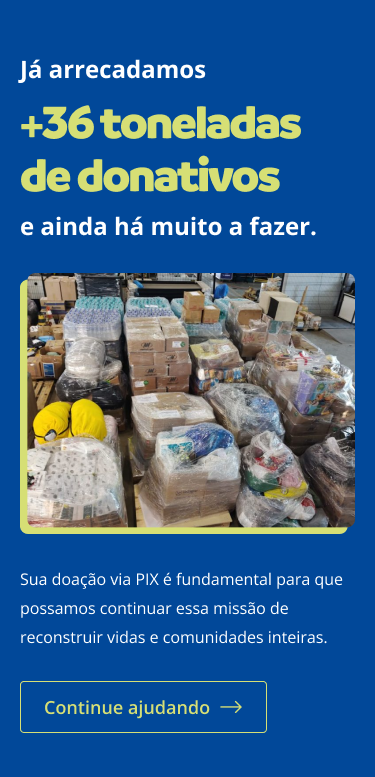 Já arrecadamos
+36 toneladas
de donativos
e ainda há muito a fazer.
Sua doação via PIX é fundamental para que
possamos continuar essa missão de
reconstruir vidas e comunidades inteiras.
Continue ajudando →